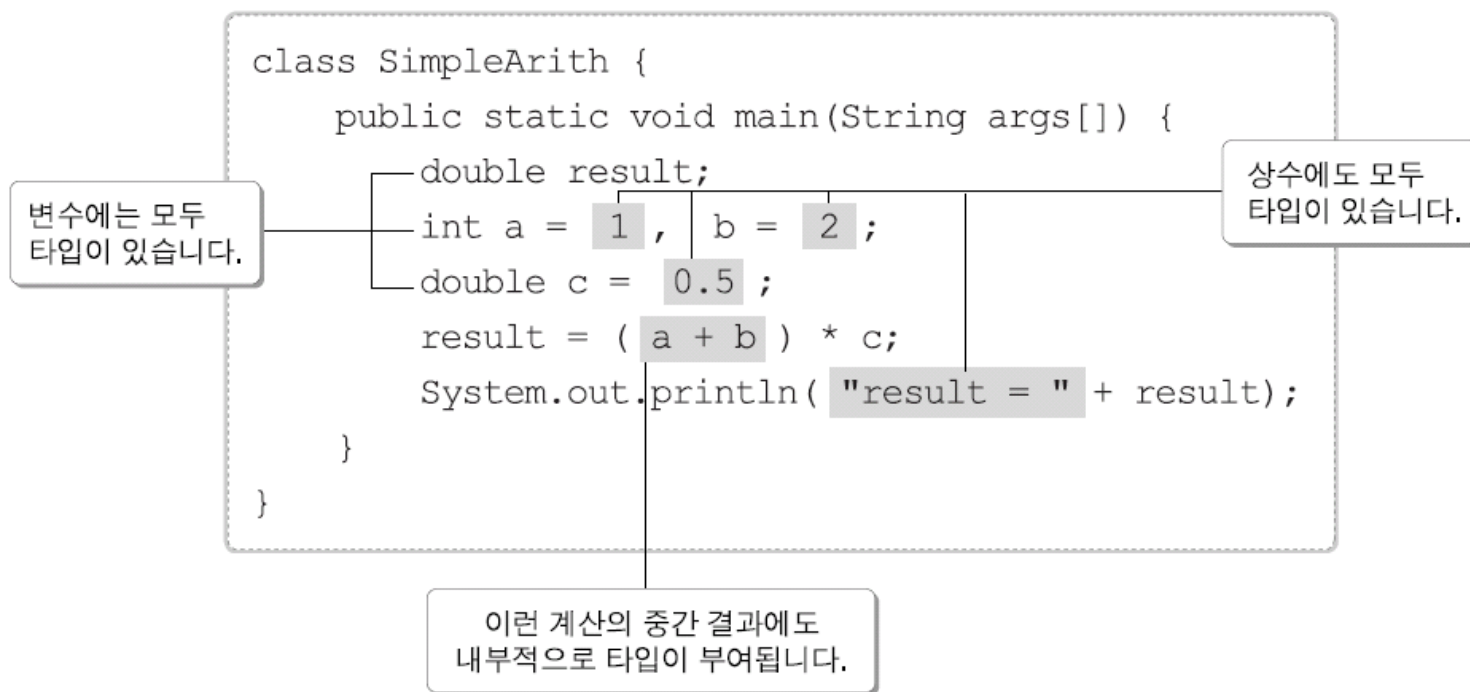 class SimpleArith {
public static void main(String args[]) {
double result;
int a = 1 , b = 2 ;
double c = 0.5 ;
result = ( a + b ) * c;
System.out.println( "result = " + result);
}
}
변수에는 모두
타입이 있습니다.
상수에도 모두
타입이 있습니다.
이런 계산의 중간 결과에도
내부적으로 타입이 부여됩니다.